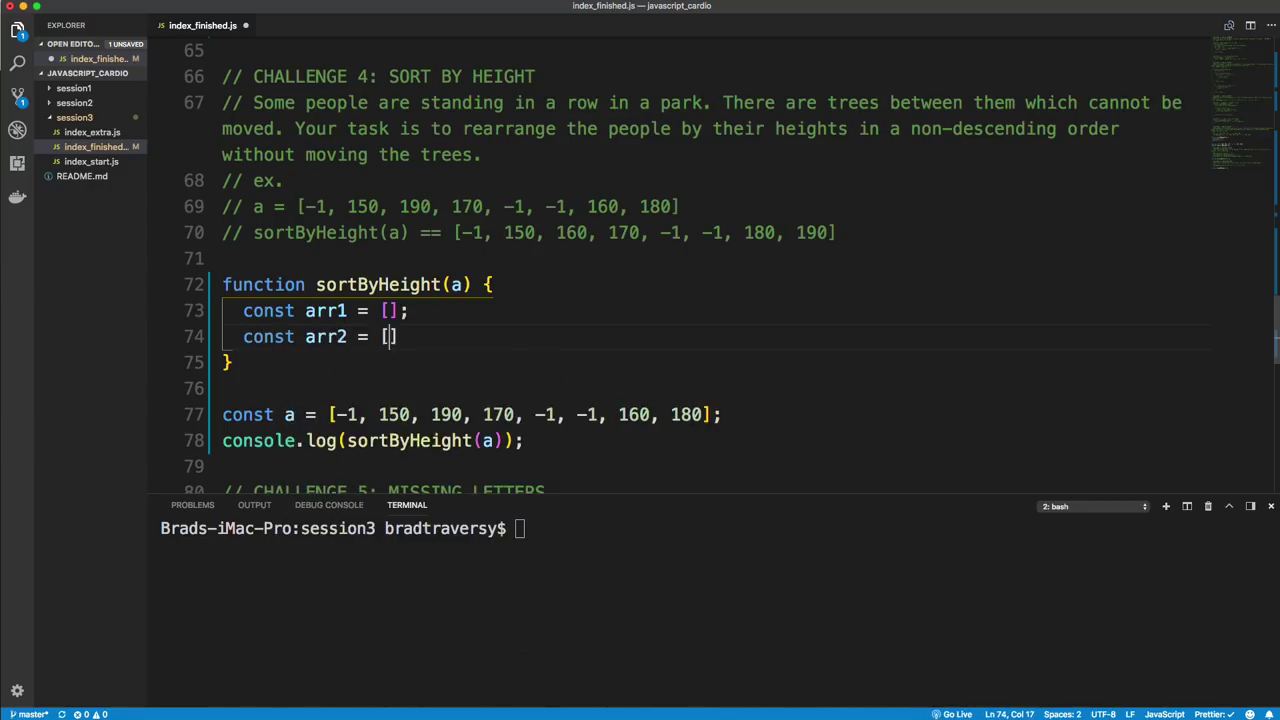 index_finished.js — javascript_cardio
EXPLORER
OPEN EDITO... 1 UNSAVED
index_finishe... M
JAVASCRIPT_CARDIO
session1
session2
session3
index_extra.js
index_finished... M
index_start.js
README.md
1
1
JS index_finished.js
65
66 // CHALLENGE 4: SORT BY HEIGHT
67 // Some people are standing in a row in a park. There are trees between them which cannot be
moved. Your task is to rearrange the people by their heights in a non-descending order
without moving the trees.
68 // ex.
69 // a = [-1, 150, 190, 170, -1, -1, 160, 180]
70 // sortByHeight(a) == [-1, 150, 160, 170, -1, -1, 180, 190]
71
72 function sortByHeight(a) {
73 const arr1 = [];
74 const arr2 = []
75 }
76
77 const a = [-1, 150, 190, 170, -1, -1, 160, 180];
78 console.log(sortByHeight(a));
79
80 // CHALLENGE 5: MISSING LETTERS
PROBLEMS OUTPUT DEBUG CONSOLE TERMINAL 2: bash
Brads-iMac-Pro:session3 bradtraversy$
master* 0 0 Go Live Ln 74, Col 17 Spaces: 2 UTF-8 LF JavaScript Prettier: ✓